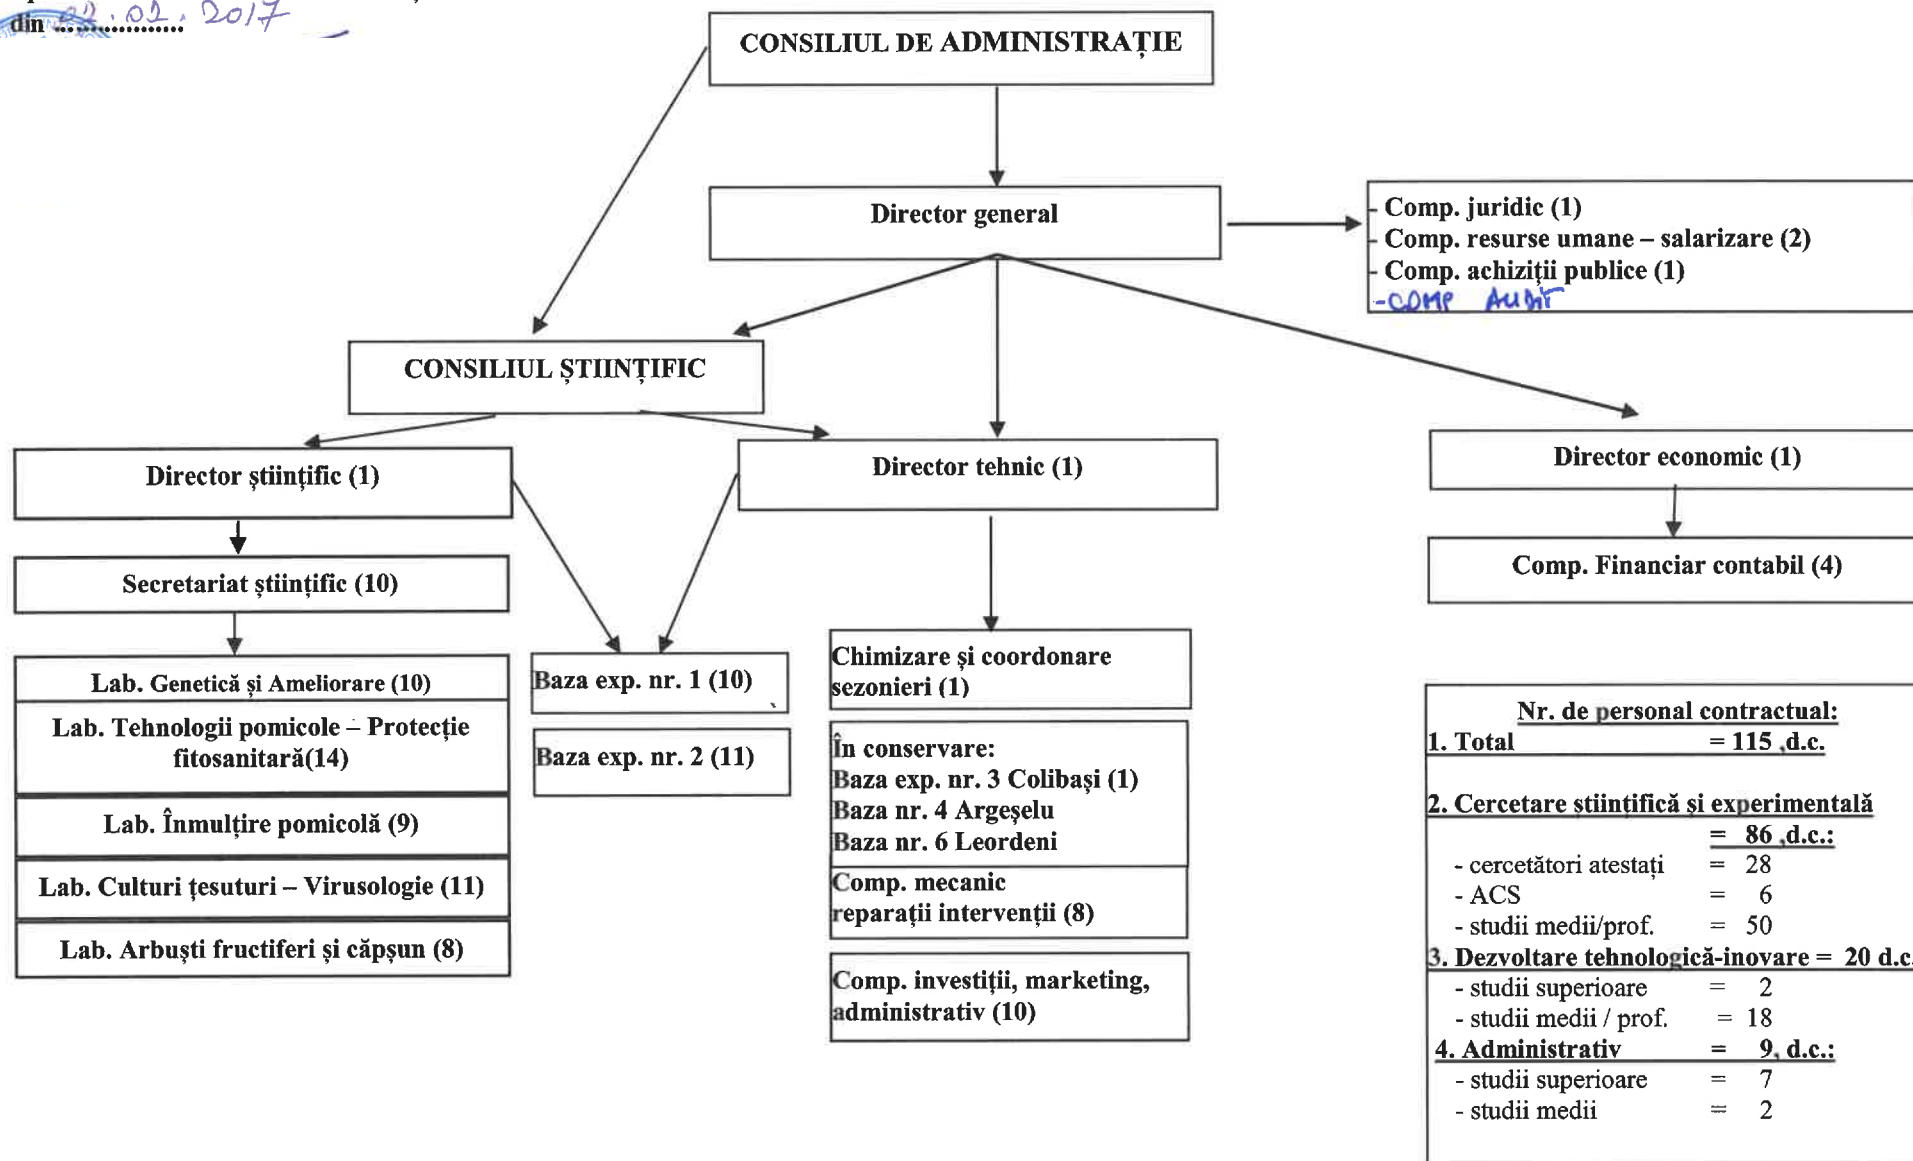 din ................ 02.02.2017
CONSILIUL DE ADMINISTRAȚIE
Director general
- Comp. juridic (1)
- Comp. resurse umane – salarizare (2)
- Comp. achiziții publice (1)
-COMP AUDIT
CONSILIUL ȘTIINȚIFIC
Director științific (1)
Director tehnic (1)
Director economic (1)
Secretariat științific (10)
Comp. Financiar contabil (4)
Lab. Genetică și Ameliorare (10)
Lab. Tehnologii pomicole – Protecție
fitosanitară(14)
Lab. Înmulțire pomicolă (9)
Lab. Culturi țesuturi – Virusologie (11)
Lab. Arbuști fructiferi și căpșun (8)
Baza exp. nr. 1 (10)
Baza exp. nr. 2 (11)
Chimizare și coordonare
sezonieri (1)
În conservare:
Baza exp. nr. 3 Colibași (1)
Baza nr. 4 Argeșelu
Baza nr. 6 Leordeni
Comp. mecanic
reparații intervenții (8)
Comp. investiții, marketing,
administrativ (10)
Nr. de personal contractual:
1. Total = 115 ,d.c.
2. Cercetare științifică și experimentală
= 86 ,d.c.:
- cercetători atestați = 28
- ACS = 6
- studii medii/prof. = 50
3. Dezvoltare tehnologică-inovare = 20 d.c.
- studii superioare = 2
- studii medii / prof. = 18
4. Administrativ = 9, d.c.:
- studii superioare = 7
- studii medii = 2